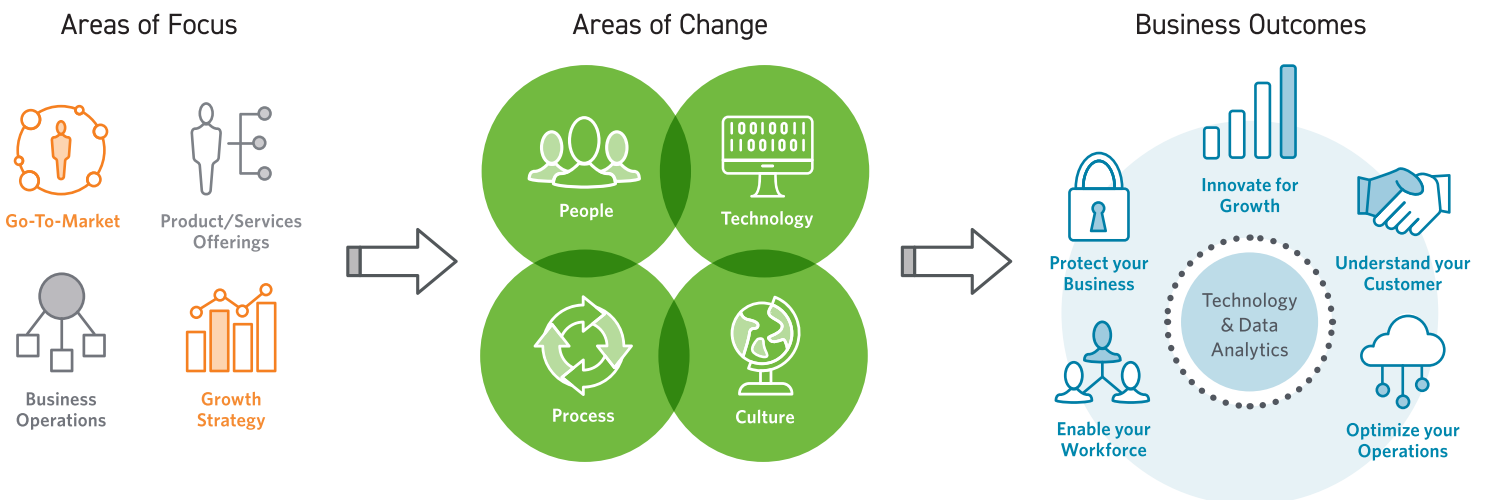 Areas of Focus
Go-To-Market
Product/Services
Offerings
Business
Operations
Growth
Strategy
Areas of Change
People
10010011
11001001
Technology
Process
Culture
Business Outcomes
Innovate for
Growth
Protect your
Business
Understand your
Customer
Technology
& Data
Analytics
Enable your
Workforce
Optimize your
Operations